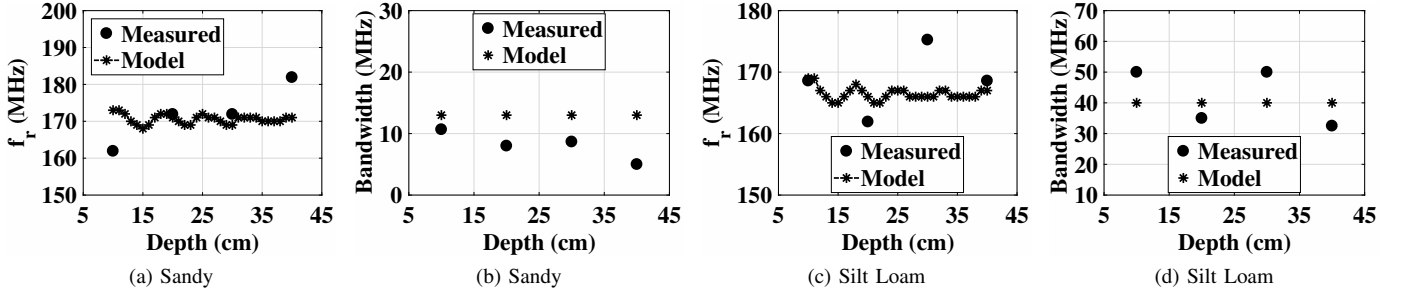 200
190
180
170
160
150
f_r (MHz)
Measured
Model
5 15 25 35 45
Depth (cm)
(a) Sandy
30
20
10
0
Bandwidth (MHz)
Measured
Model
5 15 25 35 45
Depth (cm)
(b) Sandy
180
170
160
150
f_r (MHz)
Measured
Model
5 15 25 35 45
Depth (cm)
(c) Silt Loam
70
60
50
40
30
20
10
Bandwidth (MHz)
Measured
Model
5 15 25 35 45
Depth (cm)
(d) Silt Loam